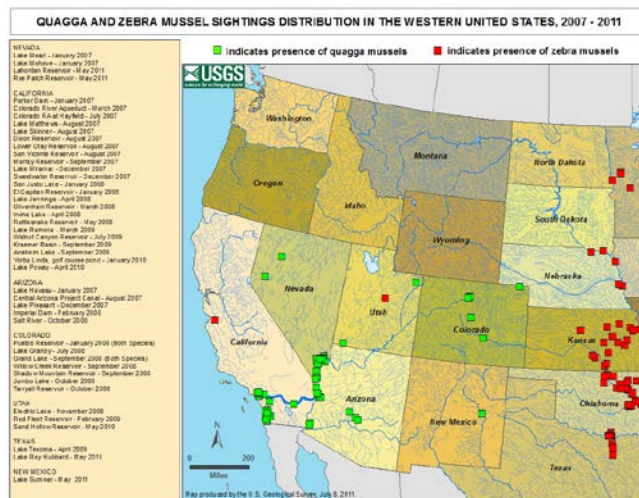 QUAGGA AND ZEBRA MUSSEL SIGHTINGS DISTRIBUTION IN THE WESTERN UNITED STATES, 2007 - 2011
indicates presence of quagga mussels
indicates presence of zebra mussels
NEVADA
Lake Mead - January 2007
Lake Mohave - January 2007
Lahontan Reservoir - May 2011
Rye Patch Reservoir - May 2011
CALIFORNIA
Parker Dam - January 2007
Colorado River Aqueduct - March 2007
Colorado RA at Hayfield - July 2007
Lake Matthews - August 2007
Lake Skinner - August 2007
Dixon Reservoir - August 2007
Lower Otay Reservoir - August 2007
San Vicente Reservoir - August 2007
Murray Reservoir - September 2007
Lake Miramar - December 2007
Sweetwater Reservoir - December 2007
San Justo Lake - January 2008
El Capitan Reservoir - January 2008
Lake Jennings - April 2008
Olivenhain Reservoir - March 2008
Irvine Lake - April 2008
Rattlesnake Reservoir - May 2008
Lake Ramona - March 2009
Walnut Canyon Reservoir - July 2009
Kraemer Basin - September 2009
Anaheim Lake - September 2009
Yorba Linda, golf course pond - January 2010
Lake Poway - April 2010
ARIZONA
Lake Havasu - January 2007
Central Arizona Project Canal - August 2007
Lake Pleasant - December 2007
Imperial Dam - February 2008
Salt River - October 2008
COLORADO
Pueblo Reservoir - January 2008 (Both Species)
Lake Granby - July 2008
Grand Lake - September 2008 (Both Species)
Willow Creek Reservoir - September 2008
Shadow Mountain Reservoir - September 2008
Jumbo Lake - October 2008
Tarryall Reservoir - October 2008
UTAH
Electric Lake - November 2008
Red Fleet Reservoir - February 2009
Sand Hollow Reservoir - May 2010
TEXAS
Lake Texoma - April 2009
Lake Ray Hubbard - May 2011
NEW MEXICO
Lake Sumner - May 2011
USGS
science for a changing world
Washington
Montana
North Dakota
Oregon
Idaho
South Dakota
Wyoming
Nebraska
Nevada
Utah
Colorado
Kansas
California
Arizona
New Mexico
Oklahoma
Texas
N
0
200
Miles
Map produced by the U.S. Geological Survey, July 8, 2011.